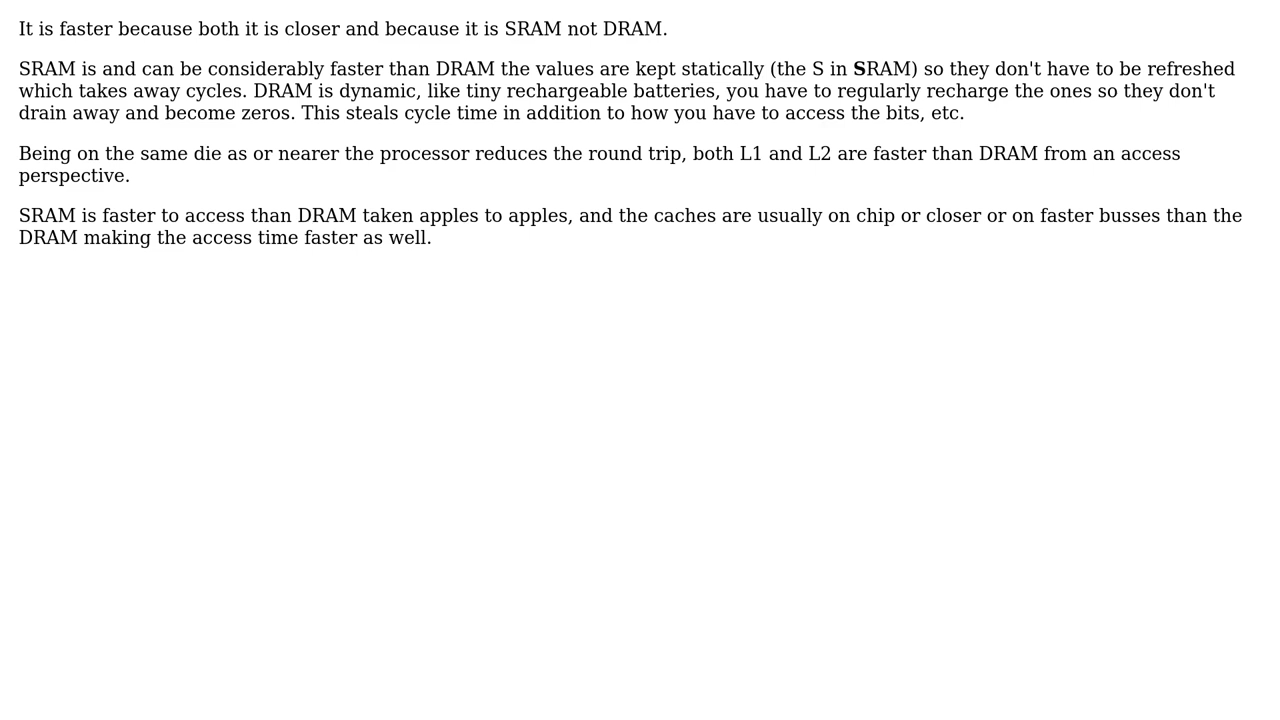 It is faster because both it is closer and because it is SRAM not DRAM.
SRAM is and can be considerably faster than DRAM the values are kept statically (the S in SRAM) so they don't have to be refreshed
which takes away cycles. DRAM is dynamic, like tiny rechargeable batteries, you have to regularly recharge the ones so they don't
drain away and become zeros. This steals cycle time in addition to how you have to access the bits, etc.
Being on the same die as or nearer the processor reduces the round trip, both L1 and L2 are faster than DRAM from an access
perspective.
SRAM is faster to access than DRAM taken apples to apples, and the caches are usually on chip or closer or on faster busses than the
DRAM making the access time faster as well.